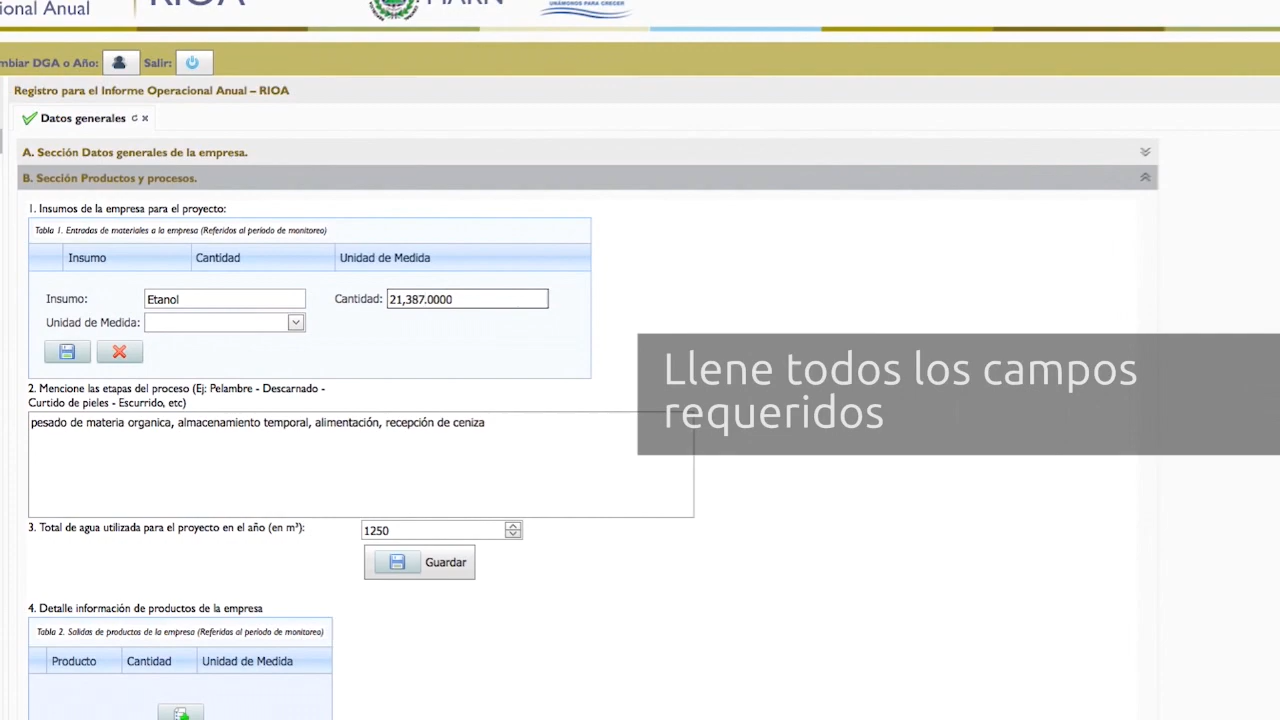 ional Anual
RIOA
MARN
UNÁMONOS PARA CRECER
mbiar DGA o Año:
Salir:
Registro para el Informe Operacional Anual – RIOA
Datos generales
A. Sección Datos generales de la empresa.
B. Sección Productos y procesos.
1. Insumos de la empresa para el proyecto:
Tabla 1. Entradas de materiales a la empresa (Referidos al período de monitoreo)
Insumo Cantidad Unidad de Medida
Insumo: Etanol Cantidad: 21,387.0000
Unidad de Medida:
Llene todos los campos
requeridos
2. Mencione las etapas del proceso (Ej: Pelambre - Descarnado -
Curtido de pieles - Escurrido, etc)
pesado de materia organica, almacenamiento temporal, alimentación, recepción de ceniza
3. Total de agua utilizada para el proyecto en el año (en m³): 1250
Guardar
4. Detalle información de productos de la empresa
Tabla 2. Salidas de productos de la empresa (Referidas al período de monitoreo)
Producto Cantidad Unidad de Medida